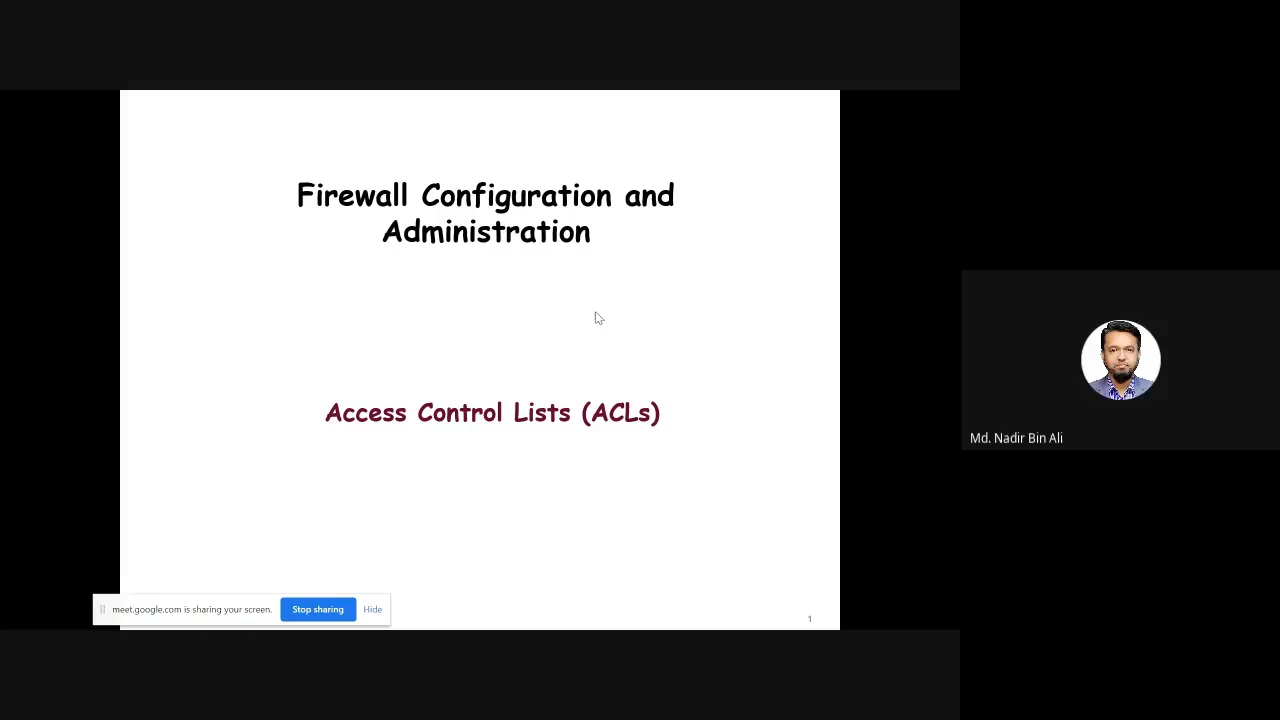 Firewall Configuration and
Administration
Access Control Lists (ACLs)
Md. Nadir Bin Ali
meet.google.com is sharing your screen. Stop sharing Hide
1